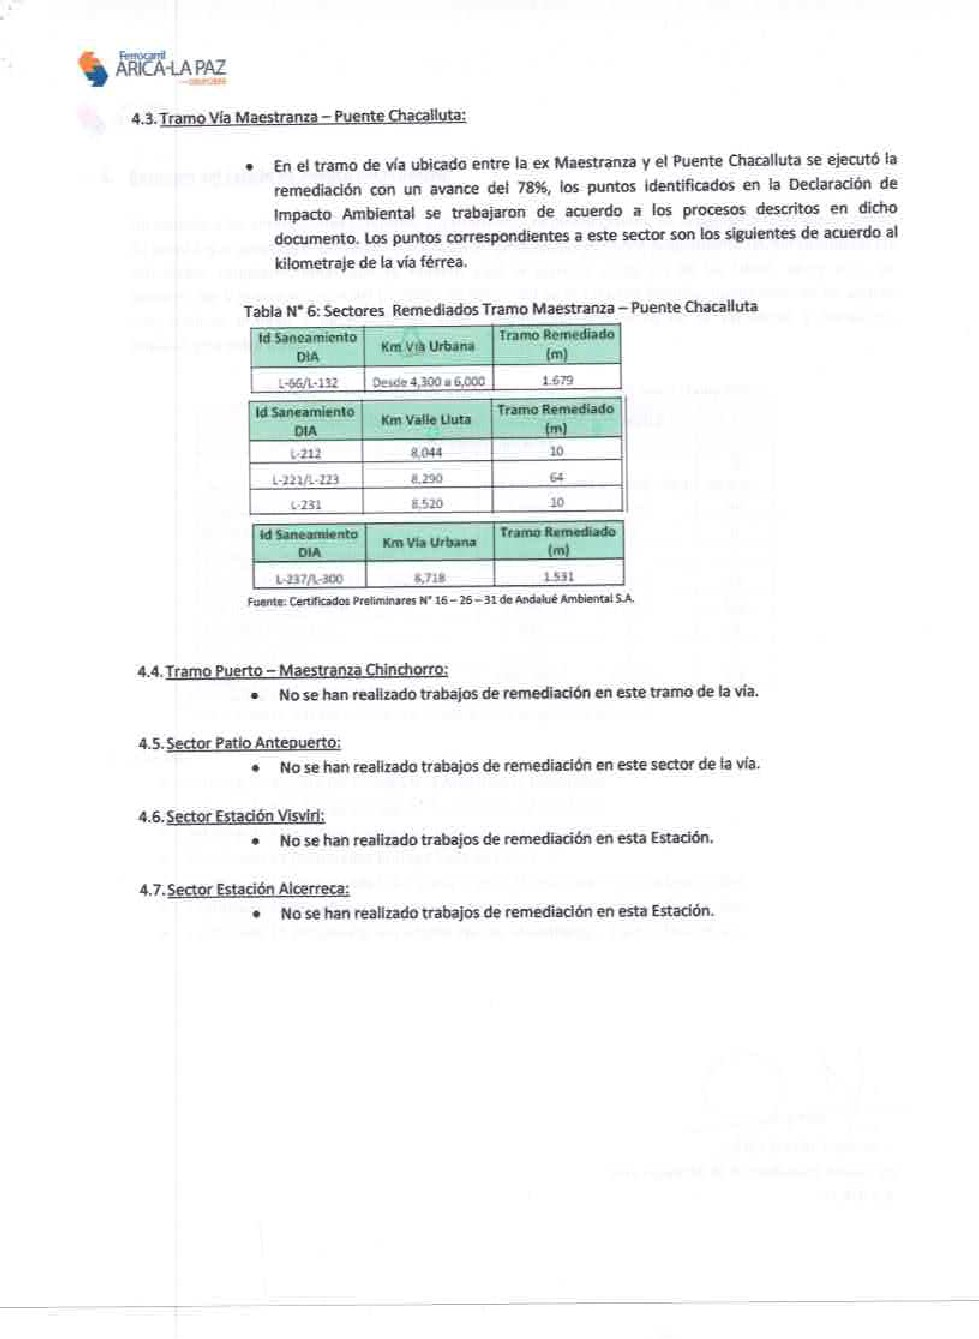 Ferrocarril
ARICA-LA PAZ
4.3. Tramo Vía Maestranza – Puente Chacalluta:
• En el tramo de vía ubicado entre la ex Maestranza y el Puente Chacalluta se ejecutó la
remediación con un avance del 78%, los puntos identificados en la Declaración de
Impacto Ambiental se trabajaron de acuerdo a los procesos descritos en dicho
documento. Los puntos correspondientes a este sector son los siguientes de acuerdo al
kilometraje de la vía férrea.
Tabla N° 6: Sectores Remediados Tramo Maestranza – Puente Chacalluta
Id Saneamiento DIA Km Vía Urbana Tramo Remediado (m)
L-66/L-132 Desde 4,300 a 6,000 1.679
Id Saneamiento DIA Km Valle Lluta Tramo Remediado (m)
L-212 8,044 10
L-221/L-223 8,290 64
L-231 8,520 10
Id Saneamiento DIA Km Vía Urbana Tramo Remediado (m)
L-237/L-300 8,718 1.531
Fuente: Certificados Preliminares N° 16 – 26 – 31 de Andalué Ambiental S.A.
4.4. Tramo Puerto – Maestranza Chinchorro:
• No se han realizado trabajos de remediación en este tramo de la vía.
4.5. Sector Patio Antepuerto:
• No se han realizado trabajos de remediación en este sector de la vía.
4.6. Sector Estación Visviri:
• No se han realizado trabajos de remediación en esta Estación.
4.7. Sector Estación Alcerreca:
• No se han realizado trabajos de remediación en esta Estación.